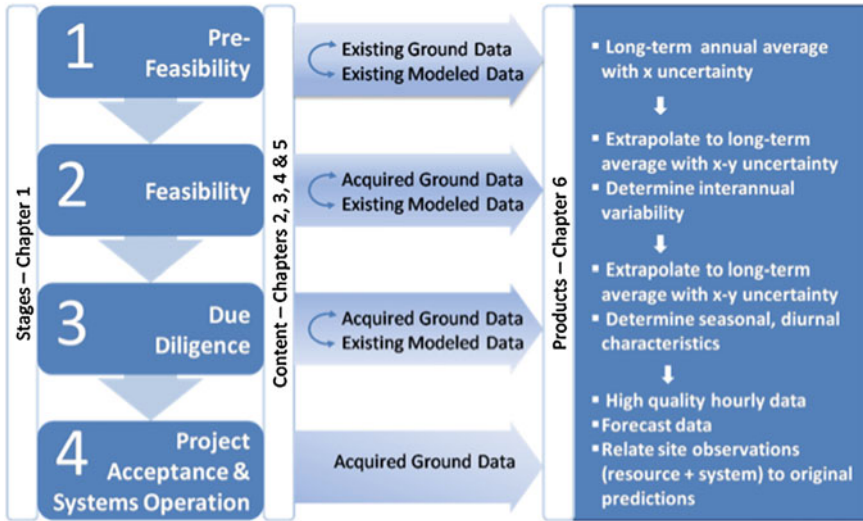 Stages – Chapter 1
1
Pre-
Feasibility
2
Feasibility
3
Due
Diligence
4
Project
Acceptance &
Systems Operation
Content – Chapters 2, 3, 4 & 5
Existing Ground Data
Existing Modeled Data
Acquired Ground Data
Existing Modeled Data
Acquired Ground Data
Existing Modeled Data
Acquired Ground Data
Products – Chapter 6
▪ Long-term annual average
with x uncertainty
▪ Extrapolate to long-term
average with x-y uncertainty
▪ Determine interannual
variability
▪ Extrapolate to long-term
average with x-y uncertainty
▪ Determine seasonal, diurnal
characteristics
▪ High quality hourly data
▪ Forecast data
▪ Relate site observations
(resource + system) to original
predictions